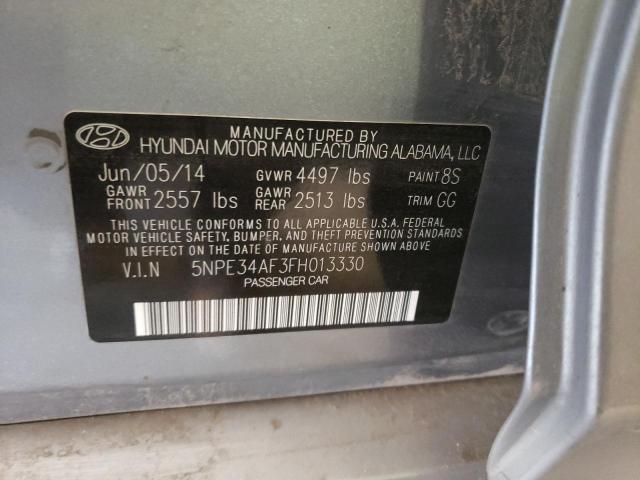 MANUFACTURED BY
HYUNDAI MOTOR MANUFACTURING ALABAMA, LLC
Jun/05/14 GVWR 4497 lbs PAINT 8S
GAWR FRONT 2557 lbs GAWR REAR 2513 lbs TRIM GG
THIS VEHICLE CONFORMS TO ALL APPLICABLE U.S.A. FEDERAL
MOTOR VEHICLE SAFETY, BUMPER, AND THEFT PREVENTION STANDARDS
IN EFFECT ON THE DATE OF MANUFACTURE SHOWN ABOVE.
V.I.N 5NPE34AF3FH013330
PASSENGER CAR